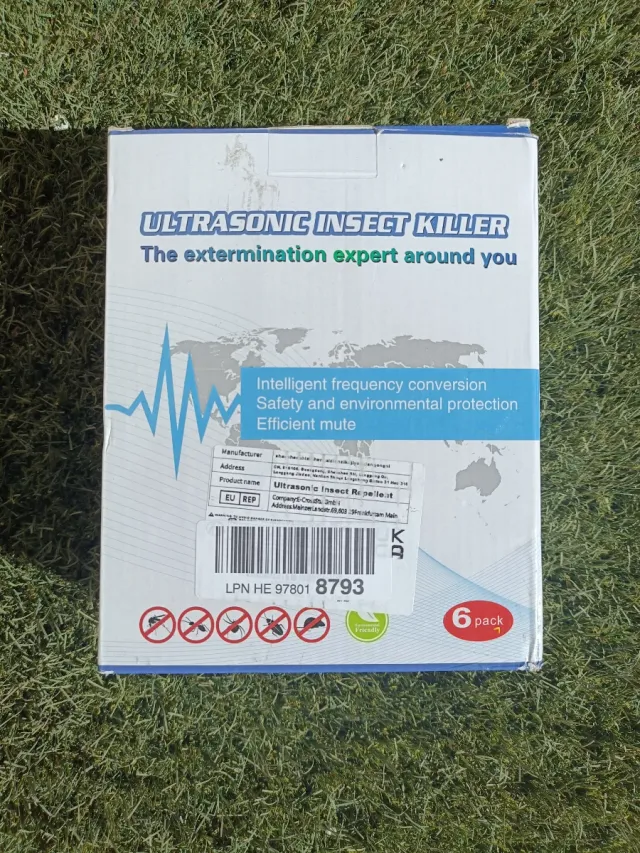 ULTRASONIC INSECT KILLER
The extermination expert around you
Intelligent frequency conversion
Safety and environmental protection
Efficient mute
Manufacturer
Address
Product name Ultrasonic Insect Repellent
EU REP
LPN HE 97801 8793
Friendly
6 pack